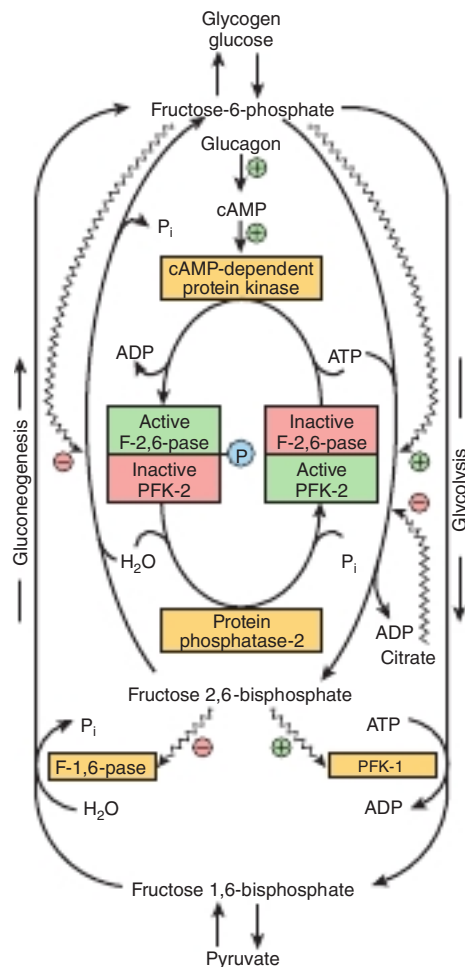 Glycogen
glucose
Fructose-6-phosphate
Glucagon
+
cAMP
+
Pi
cAMP-dependent
protein kinase
ADP
ATP
Active
F-2,6-pase
Inactive
PFK-2
P
Inactive
F-2,6-pase
Active
PFK-2
−
+
−
Gluconeogenesis
Glycolysis
H2O
Pi
Protein
phosphatase-2
ADP
Citrate
Fructose 2,6-bisphosphate
Pi
−
+
ATP
F-1,6-pase
PFK-1
H2O
ADP
Fructose 1,6-bisphosphate
Pyruvate